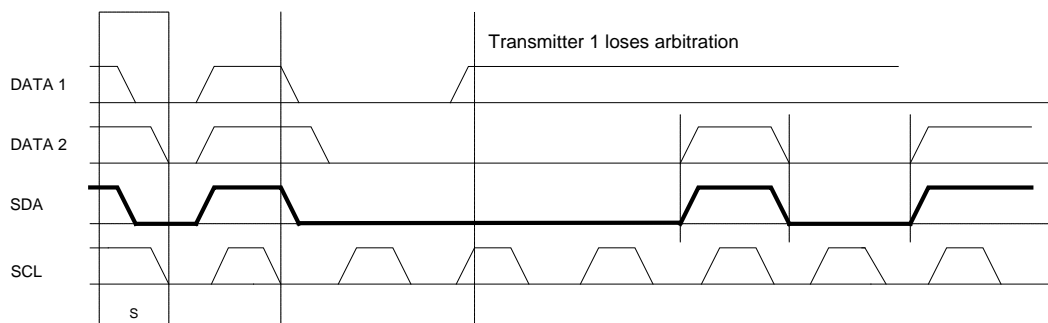 Transmitter 1 loses arbitration
DATA 1
DATA 2
SDA
SCL
S